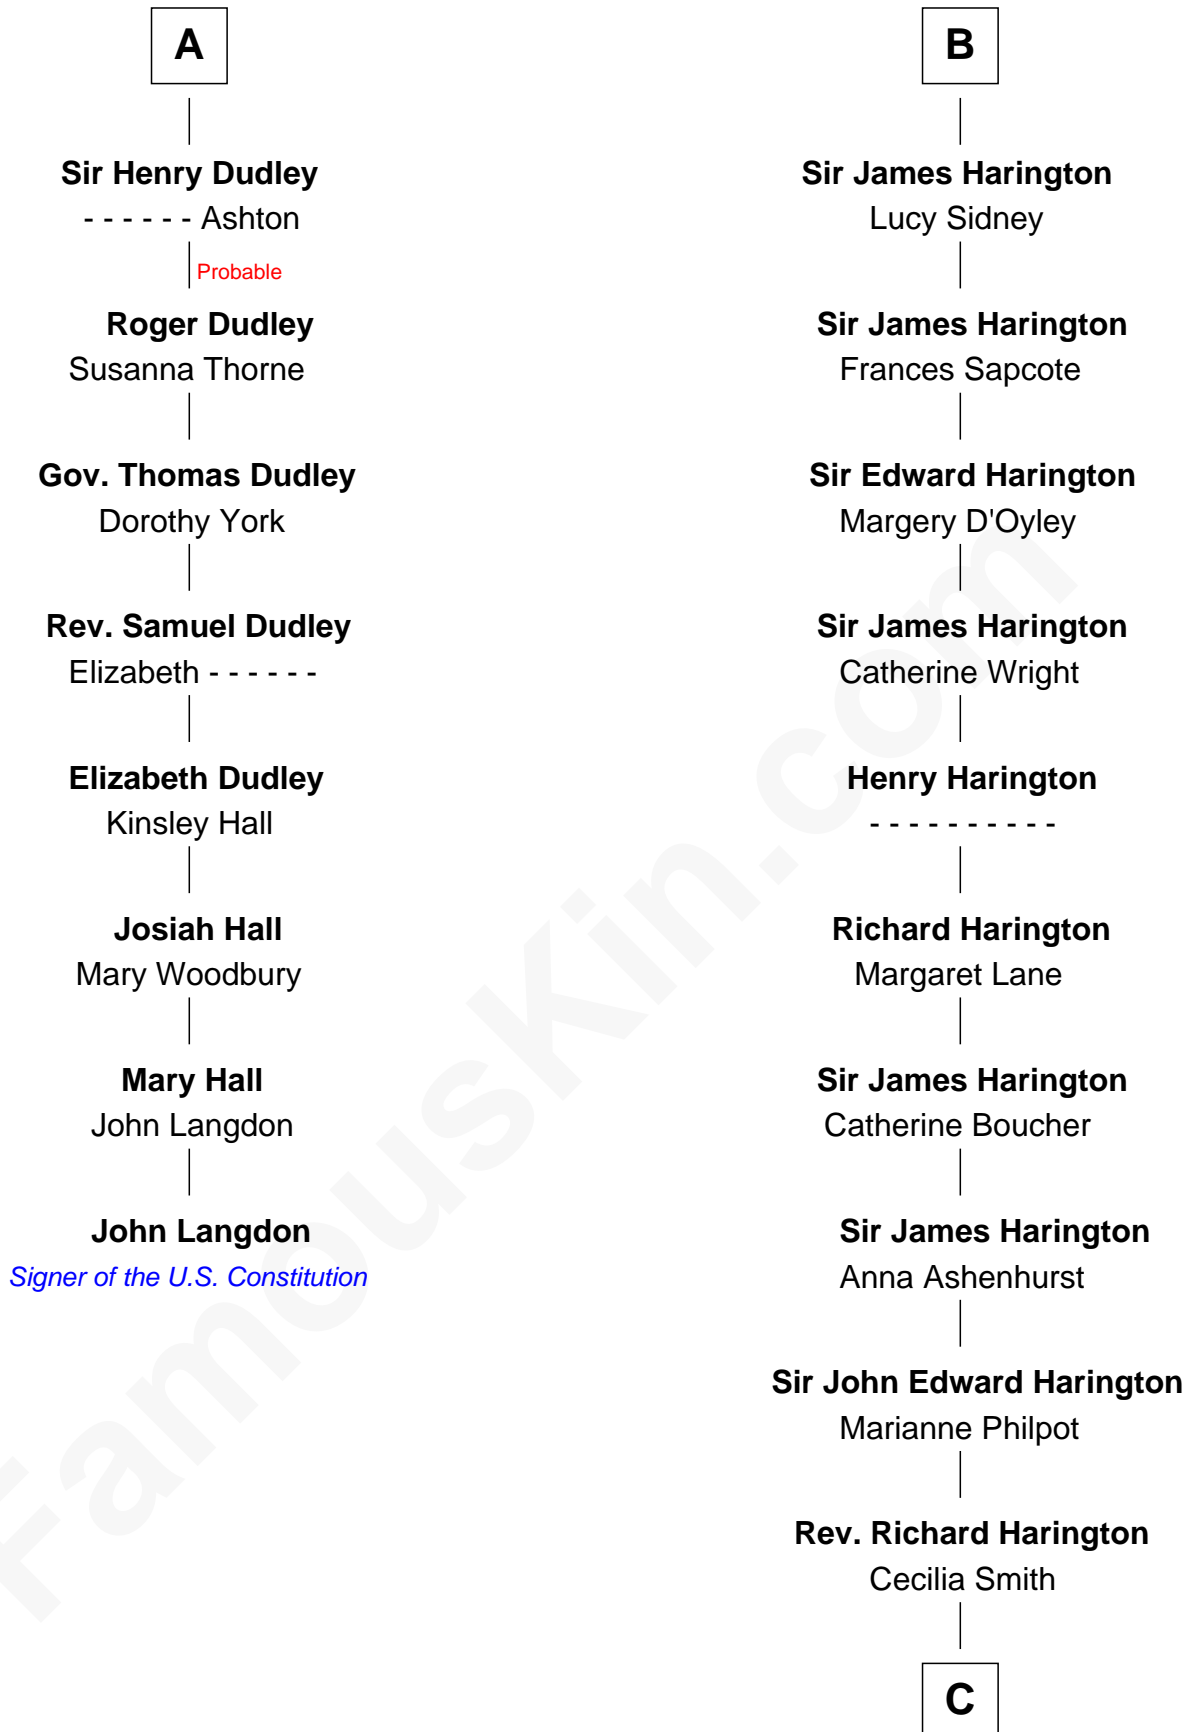 A
Sir Henry Dudley
- - - - - - Ashton
Probable
Roger Dudley
Susanna Thorne
Gov. Thomas Dudley
Dorothy York
Rev. Samuel Dudley
Elizabeth - - - - - -
Elizabeth Dudley
Kinsley Hall
Josiah Hall
Mary Woodbury
Mary Hall
John Langdon
John Langdon
Signer of the U.S. Constitution
B
Sir James Harington
Lucy Sidney
Sir James Harington
Frances Sapcote
Sir Edward Harington
Margery D'Oyley
Sir James Harington
Catherine Wright
Henry Harington
- - - - - - - - - -
Richard Harington
Margaret Lane
Sir James Harington
Catherine Boucher
Sir James Harington
Anna Ashenhurst
Sir John Edward Harington
Marianne Philpot
Rev. Richard Harington
Cecilia Smith
C
FamousKin.com